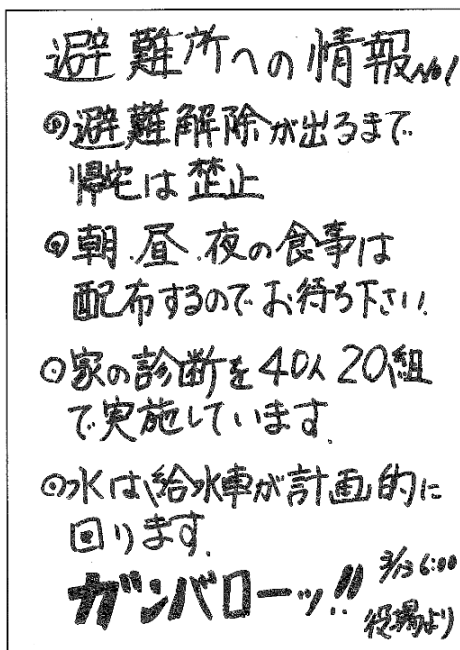 避難所への情報No1
◎避難解除が出るまで
帰宅は禁止
◎朝.昼.夜の食事は
配布するのでお待ち下さい.
◎家の診断を40人20組
で実施しています.
◎水は、給水車が計画的に
回ります.
ガンバローッ!!
3/13 6:00
役場より